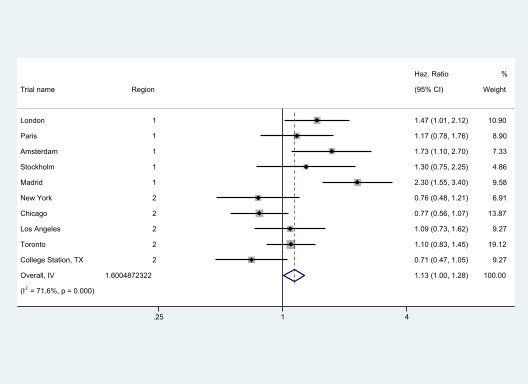 Haz. Ratio %
Trial name Region (95% CI) Weight
London 1 1.47 (1.01, 2.12) 10.90
Paris 1 1.17 (0.78, 1.76) 8.90
Amsterdam 1 1.73 (1.10, 2.70) 7.33
Stockholm 1 1.30 (0.75, 2.25) 4.86
Madrid 1 2.30 (1.55, 3.40) 9.58
New York 2 0.76 (0.48, 1.21) 6.91
Chicago 2 0.77 (0.56, 1.07) 13.87
Los Angeles 2 1.09 (0.73, 1.62) 9.27
Toronto 2 1.10 (0.83, 1.45) 19.12
College Station, TX 2 0.71 (0.47, 1.05) 9.27
Overall, IV 1.6004872322 1.13 (1.00, 1.28) 100.00
(I² = 71.6%, p = 0.000)
.25 1 4